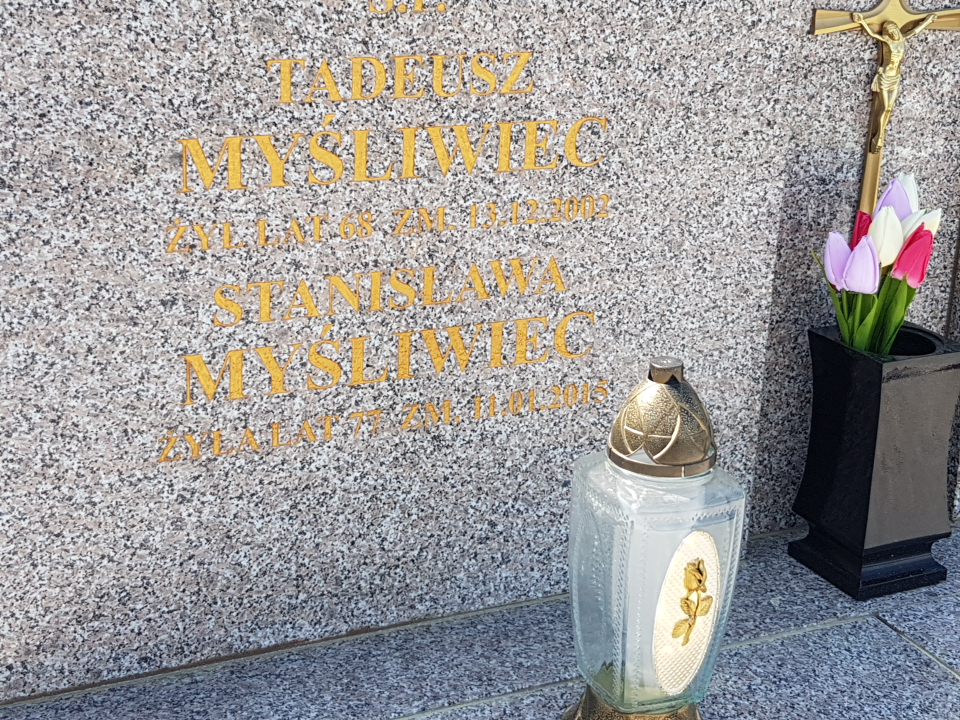 Ś.P.
TADEUSZ
MYŚLIWIEC
ŻYŁ LAT 68 ZM. 13.12.2002
STANISŁAWA
MYŚLIWIEC
ŻYŁA LAT 77 ZM. 11.01.2015